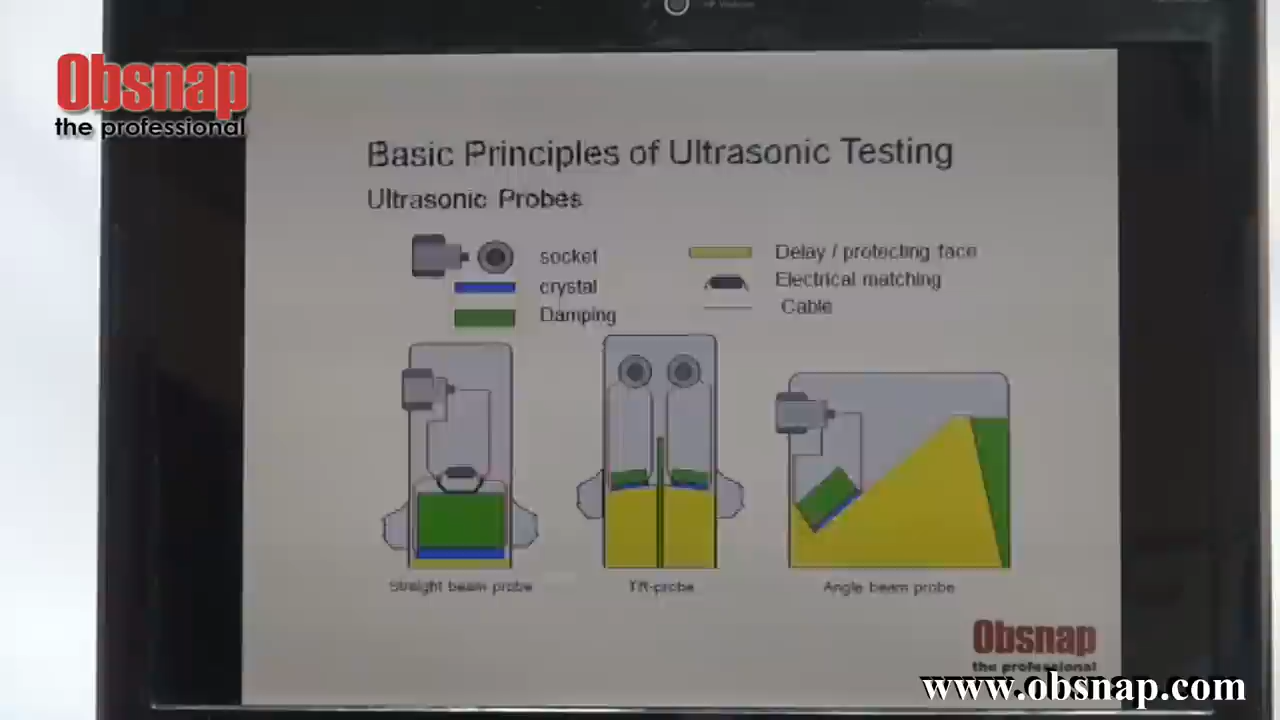 Obsnap
the professional
Basic Principles of Ultrasonic Testing
Ultrasonic Probes
socket
crystal
Damping
Delay / protecting face
Electrical matching
Cable
Straight beam probe
TR-probe
Angle beam probe
Obsnap
the professional
www.obsnap.com